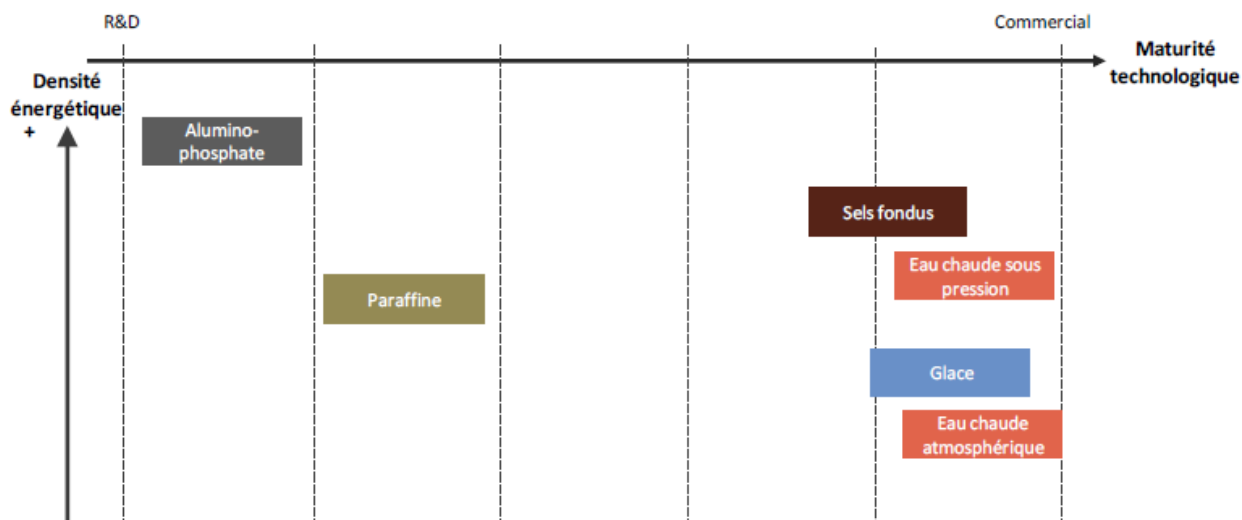 R&D
Commercial
Maturité
technologique
Densité
énergétique
+
Alumino-
phosphate
Sels fondus
Eau chaude sous
pression
Paraffine
Glace
Eau chaude
atmosphérique